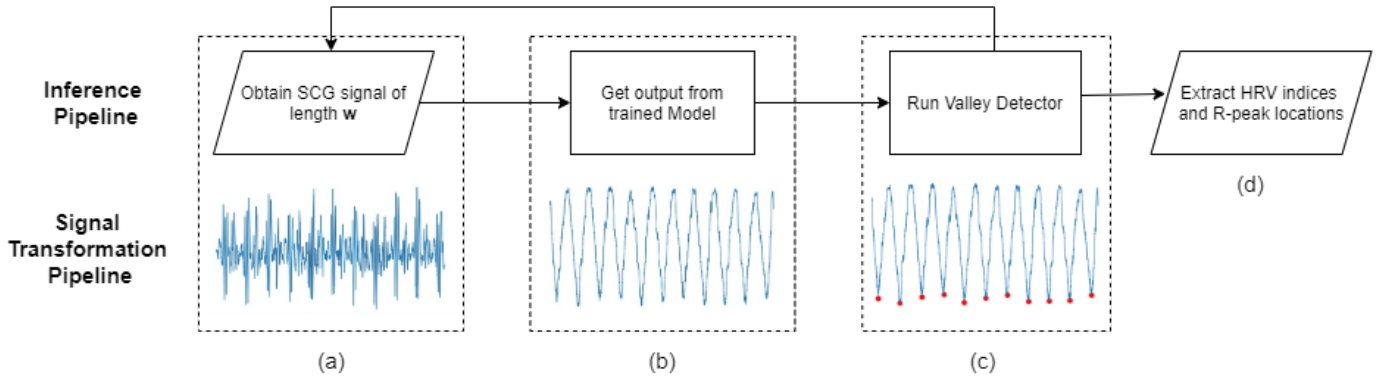 Inference
Pipeline
Obtain SCG signal of
length w
Get output from
trained Model
Run Valley Detector
Extract HRV indices
and R-peak locations
(d)
Signal
Transformation
Pipeline
(a)
(b)
(c)